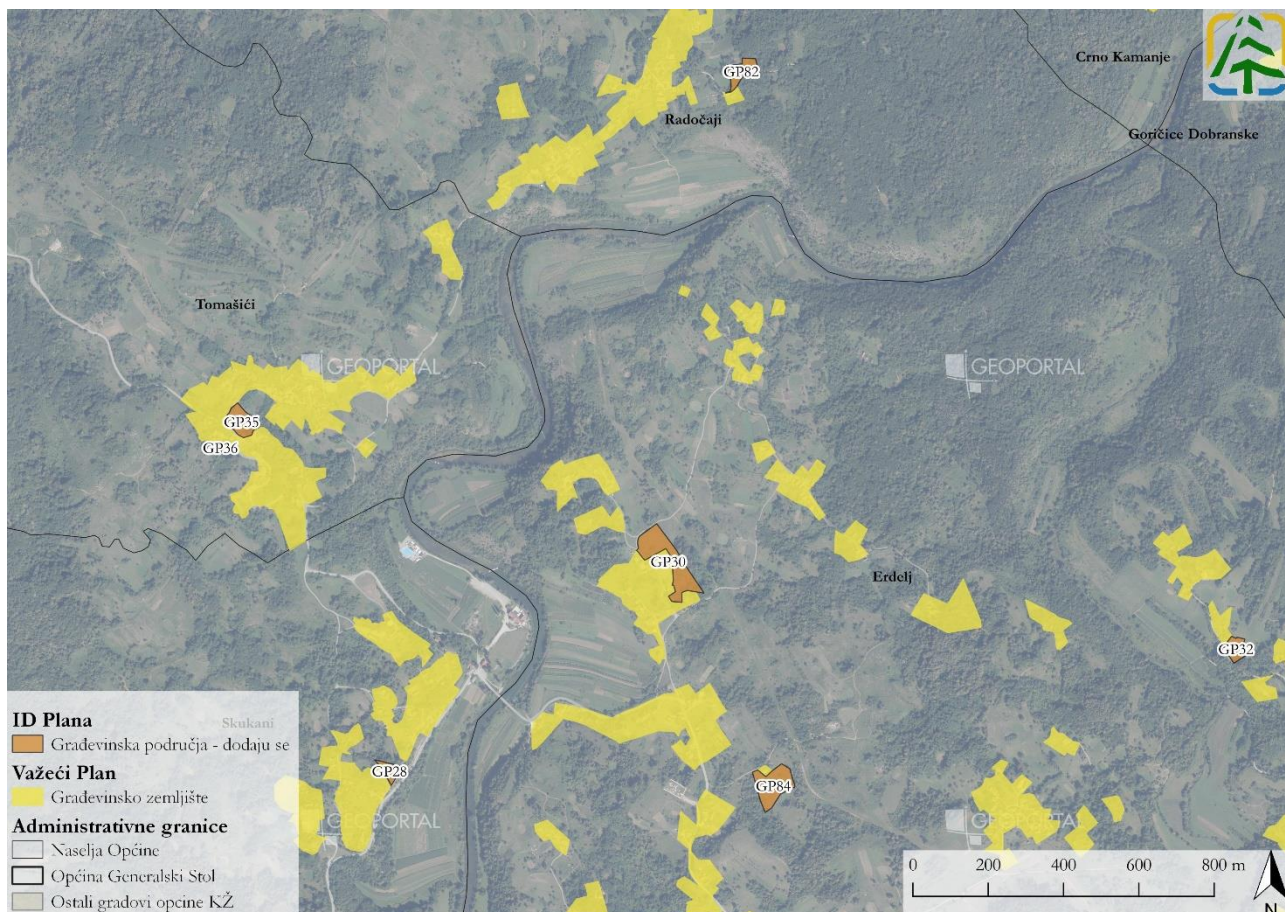 Crno Kamanje
GP82
Radočaji
Goričice Dobranske
Tomašići
GEOPORTAL
GEOPORTAL
GP35
GP36
GP30
Erdelj
GP32
ID Plana
Skukani
Građevinska područja - dodaju se
GP28
Važeći Plan
GP84
Građevinsko zemljište
GEOPORTAL
GEOPORTAL
Administrativne granice
Naselja Općine
Općina Generalski Stol
Ostali gradovi opcine KŽ
0 200 400 600 800 m
N